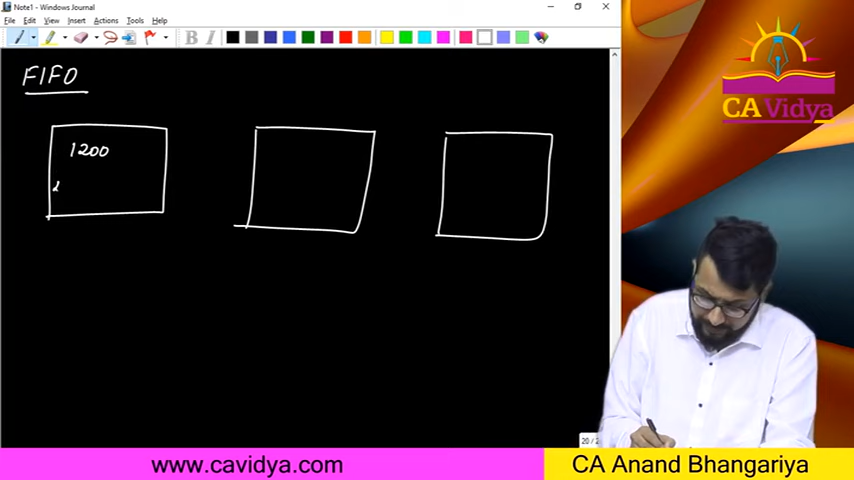 Note1 - Windows Journal
File Edit View Insert Actions Tools Help
B I
FIFO
1200
CA Vidya
www.cavidya.com
CA Anand Bhangariya